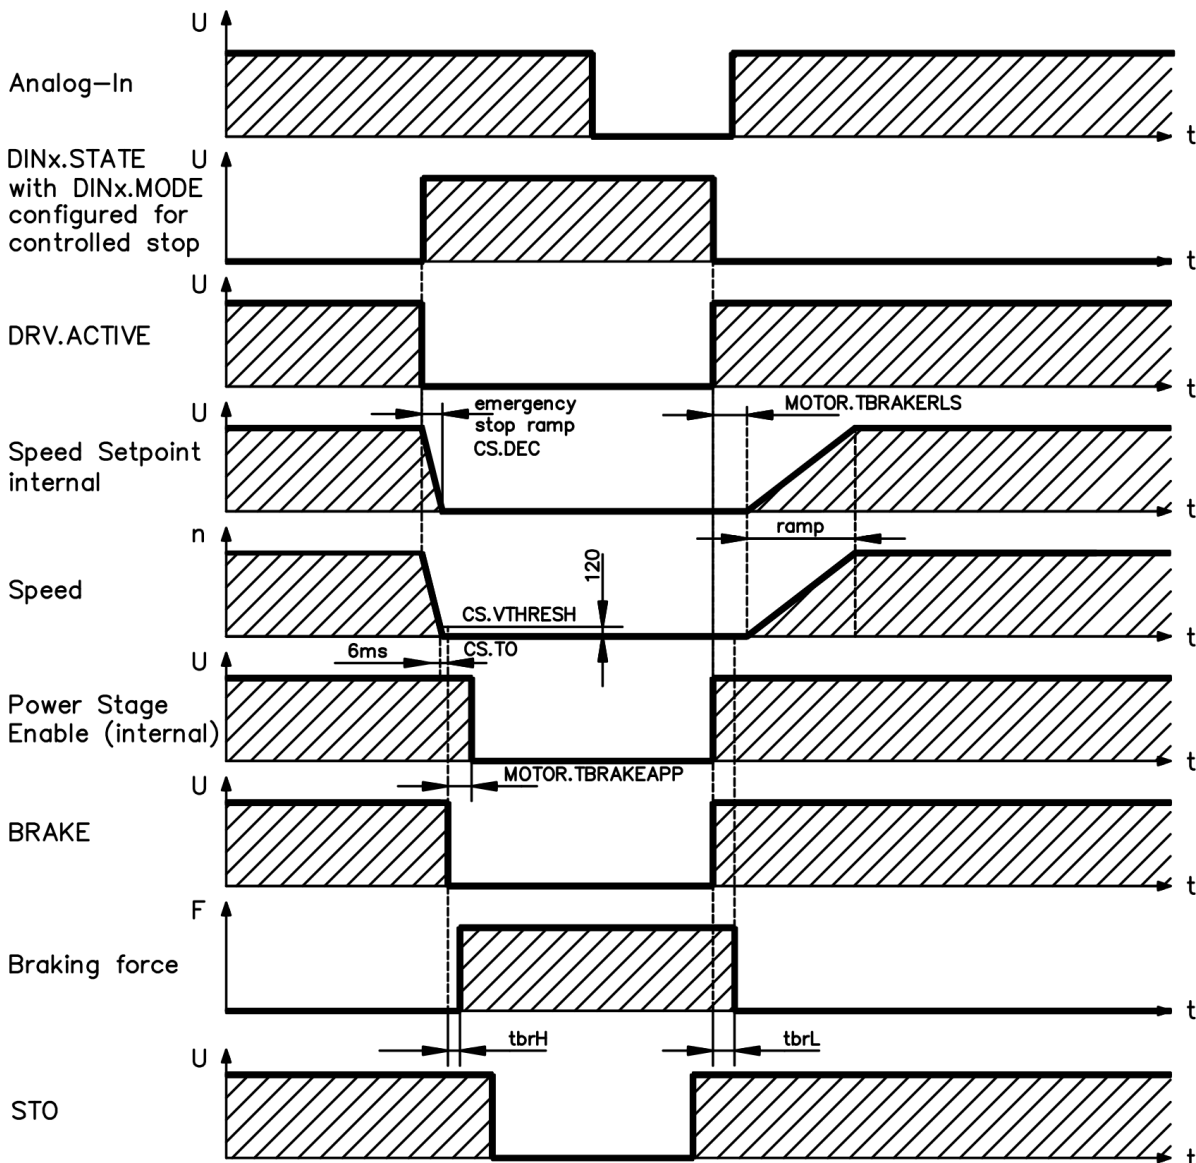 U
Analog-In
t
DINx.STATE U
with DINx.MODE
configured for
controlled stop
t
U
DRV.ACTIVE
t
U
emergency
stop ramp
CS.DEC
MOTOR.TBRAKERLS
Speed Setpoint
internal
t
n
ramp
120
Speed
CS.VTHRESH
t
6ms
CS.TO
U
Power Stage
Enable (internal)
t
MOTOR.TBRAKEAPP
U
BRAKE
t
F
Braking force
t
tbrH
tbrL
U
STO
t